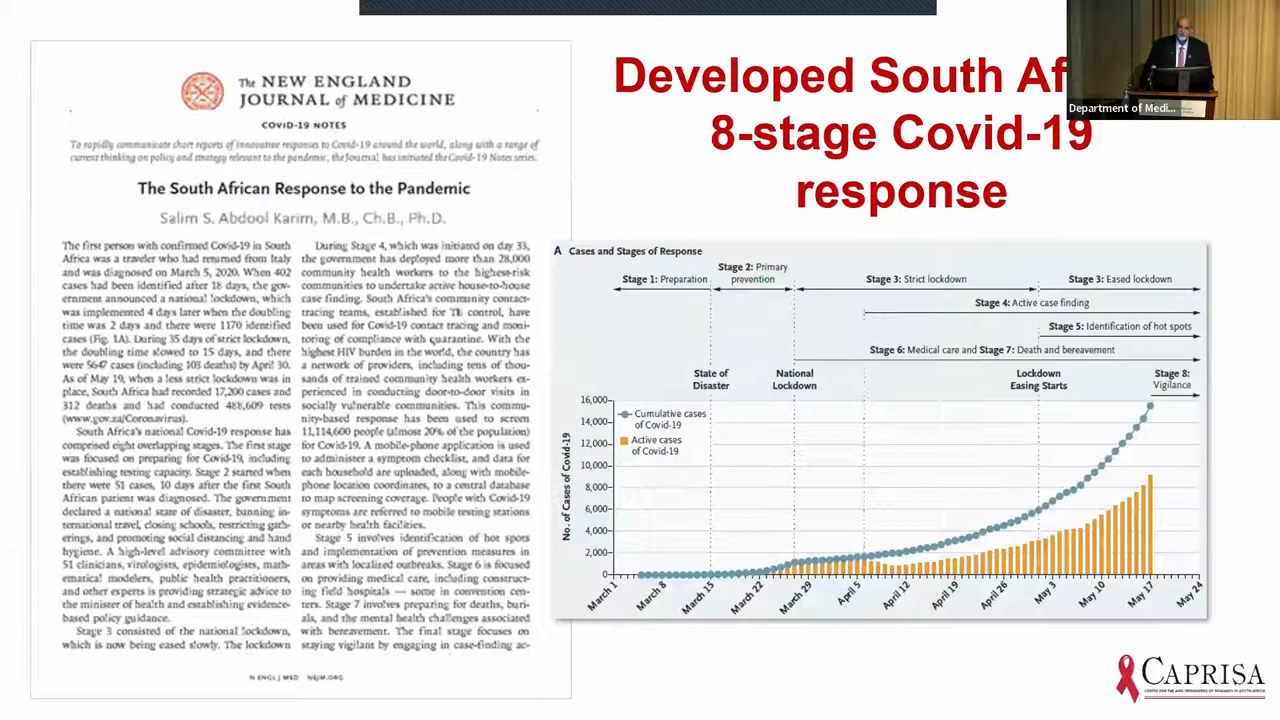 The NEW ENGLAND
JOURNAL of MEDICINE
COVID-19 NOTES
To rapidly communicate short reports of innovative responses to Covid-19 around the world, along with a range of
current thinking on policy and strategy relevant to the pandemic, the Journal has initiated the Covid-19 Notes series.
The South African Response to the Pandemic
Salim S. Abdool Karim, M.B., Ch.B., Ph.D.
The first person with confirmed Covid-19 in South
Africa was a traveler who had returned from Italy
and was diagnosed on March 5, 2020. When 402
cases had been identified after 18 days, the gov-
ernment announced a national lockdown, which
was implemented 4 days later when the doubling
time was 2 days and there were 1170 identified
cases (Fig. 1A). During 35 days of strict lockdown,
the doubling time slowed to 15 days, and there
were 5647 cases (including 103 deaths) by April 30.
As of May 19, when a less strict lockdown was in
place, South Africa had recorded 17,200 cases and
312 deaths and had conducted 488,609 tests
(www.gov.za/Coronavirus).
South Africa's national Covid-19 response has
comprised eight overlapping stages. The first stage
was focused on preparing for Covid-19, including
establishing testing capacity. Stage 2 started when
there were 51 cases, 10 days after the first South
African patient was diagnosed. The government
declared a national state of disaster, banning in-
ternational travel, closing schools, restricting gath-
erings, and promoting social distancing and hand
hygiene. A high-level advisory committee with
51 clinicians, virologists, epidemiologists, math-
ematical modelers, public health practitioners,
and other experts is providing strategic advice to
the minister of health and establishing evidence-
based policy guidance.
Stage 3 consisted of the national lockdown,
which is now being eased slowly. The lockdown
During Stage 4, which was initiated on day 33,
the government has deployed more than 28,000
community health workers to the highest-risk
communities to undertake active house-to-house
case finding. South Africa's community contact-
tracing teams, established for TB control, have
been used for Covid-19 contact tracing and moni-
toring of compliance with quarantine. With the
highest HIV burden in the world, the country has
a network of providers, including tens of thou-
sands of trained community health workers ex-
perienced in conducting door-to-door visits in
socially vulnerable communities. This commu-
nity-based response has been used to screen
11,114,600 people (almost 20% of the population)
for Covid-19. A mobile-phone application is used
to administer a symptom checklist, and data for
each household are uploaded, along with mobile-
phone location coordinates, to a central database
to map screening coverage. People with Covid-19
symptoms are referred to mobile testing stations
or nearby health facilities.
Stage 5 involves identification of hot spots
and implementation of prevention measures in
areas with localized outbreaks. Stage 6 is focused
on providing medical care, including construct-
ing field hospitals — some in convention cen-
ters. Stage 7 involves preparing for deaths, buri-
als, and the mental health challenges associated
with bereavement. The final stage focuses on
staying vigilant by engaging in case-finding ac-
N ENGL J MED NEJM.ORG
Developed South Af
8-stage Covid-19
response
Department of Medi...
A Cases and Stages of Response
Stage 1: Preparation
Stage 2: Primary
prevention
Stage 3: Strict lockdown
Stage 3: Eased lockdown
Stage 4: Active case finding
Stage 5: Identification of hot spots
Stage 6: Medical care and Stage 7: Death and bereavement
State of
Disaster
National
Lockdown
Lockdown
Easing Starts
Stage 8:
Vigilance
No. of Cases of Covid-19
16,000
14,000
12,000
10,000
8,000
6,000
4,000
2,000
0
Cumulative cases
of Covid-19
Active cases
of Covid-19
March 1
March 8
March 15
March 22
March 29
April 5
April 12
April 19
April 26
May 3
May 10
May 17
May 24
CAPRISA
CENTRE FOR THE AIDS PROGRAMME OF RESEARCH IN SOUTH AFRICA